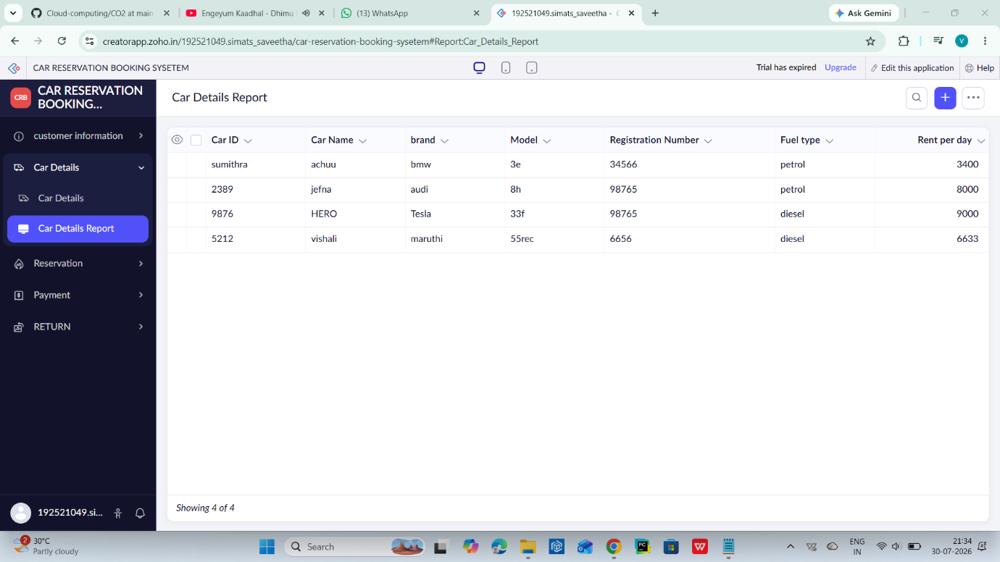 Cloud-computing/CO2 at main
Engeyum Kaadhal - Dhimu
(13) WhatsApp
192521049.simats_saveetha -
Ask Gemini
creatorapp.zoho.in/192521049.simats_saveetha/car-reservation-booking-sysetem#Report:Car_Details_Report
V
CAR RESERVATION BOOKING SYSETEM
Trial has expired
Upgrade
Edit this application
Help
CRB
CAR RESERVATION
BOOKING...
customer information
Car Details
Car Details
Car Details Report
Reservation
Payment
RETURN
192521049.si...
Car Details Report
Car ID Car Name brand Model Registration Number Fuel type Rent per day
sumithra achuu bmw 3e 34566 petrol 3400
2389 jefna audi 8h 98765 petrol 8000
9876 HERO Tesla 33f 98765 diesel 9000
5212 vishali maruthi 55rec 6656 diesel 6633
Showing 4 of 4
2
30°C
Partly cloudy
Search
PC
W
ENG
IN
21:34
30-07-2026